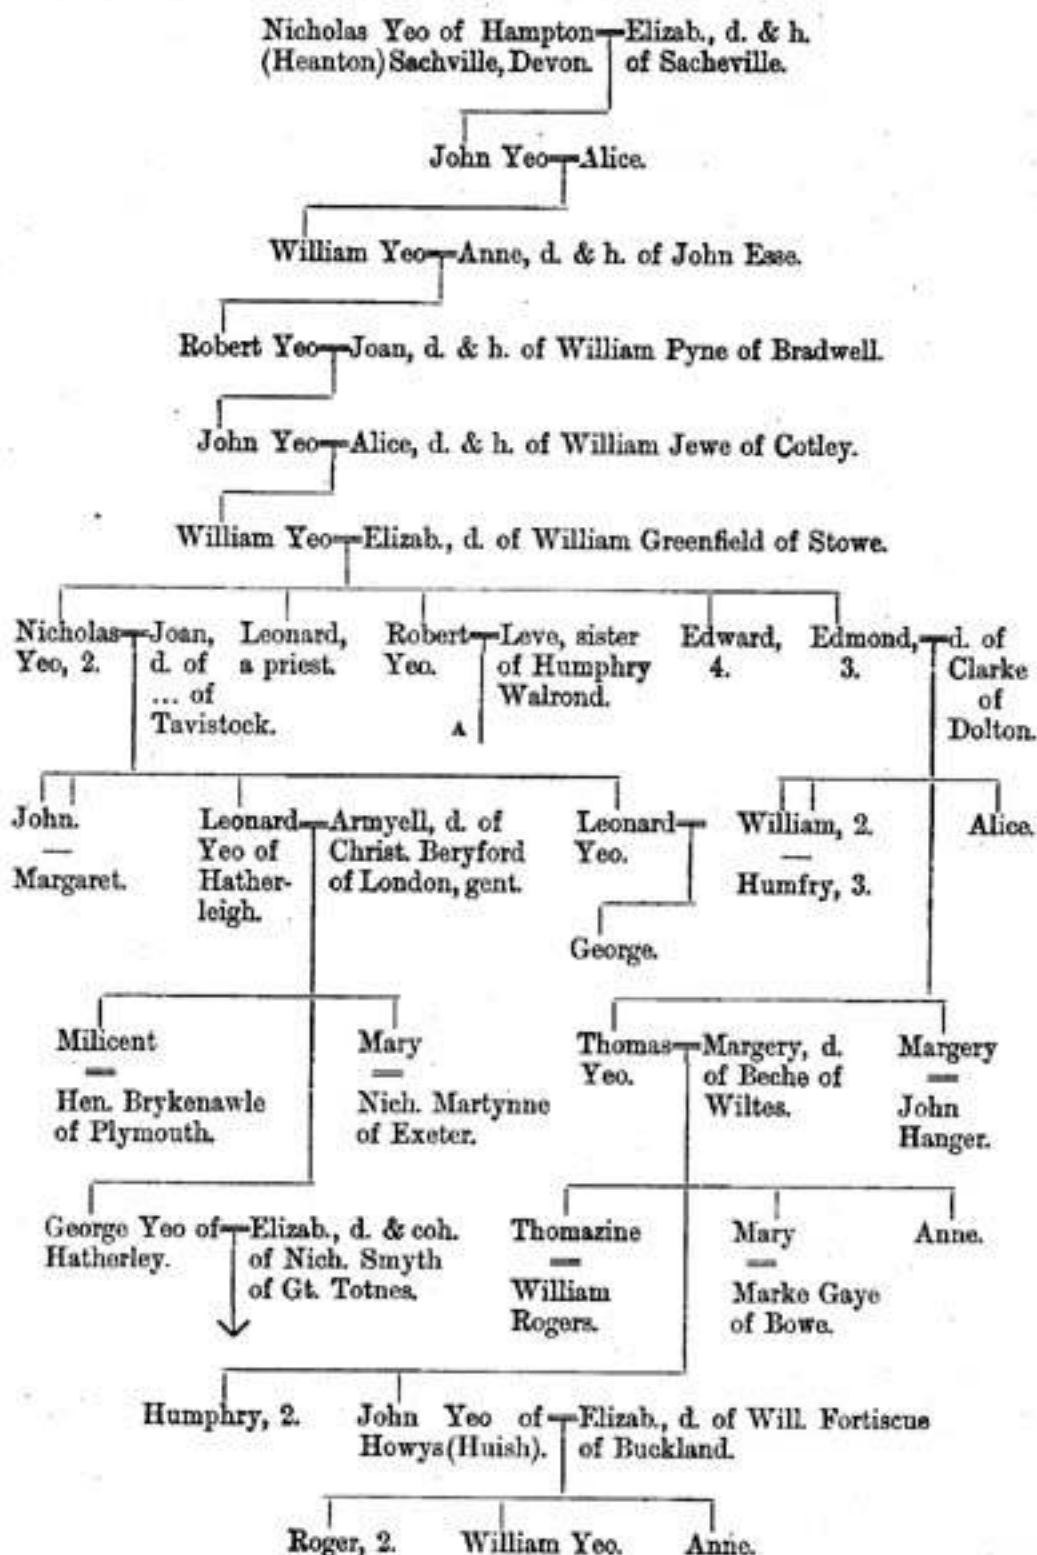 Nicholas Yeo of Hampton Elizab., d. & h.
(Heanton) Sachville, Devon. of Sacheville.
John Yeo Alice.
William Yeo Anne, d. & h. of John Esse.
Robert Yeo Joan, d. & h. of William Pyne of Bradwell.
John Yeo Alice, d. & h. of William Jewe of Cotley.
William Yeo Elizab., d. of William Greenfield of Stowe.
Nicholas
Yeo, 2.
Joan,
d. of
... of
Tavistock.
Leonard,
a priest.
Robert
Yeo.
Leve, sister
of Humphry
Walrond.
A
Edward,
4.
Edmond,
3.
d. of
Clarke
of
Dolton.
John.
—
Margaret.
Leonard
Yeo of
Hather-
leigh.
Armyell, d. of
Christ. Beryford
of London, gent.
Leonard
Yeo.
George.
William, 2.
—
Humfry, 3.
Alice.
Milicent
=
Hen. Brykenawle
of Plymouth.
Mary
=
Nich. Martynne
of Exeter.
Thomas
Yeo.
Margery, d.
of Beche of
Wiltes.
Margery
=
John
Hanger.
George Yeo of
Hatherley.
Elizab., d. & coh.
of Nich. Smyth
of Gt. Totnes.
Thomazine
=
William
Rogers.
Mary
=
Marke Gaye
of Bowe.
Anne.
Humphry, 2.
John Yeo of
Howys (Huish).
Elizab., d. of Will. Fortiscue
of Buckland.
Roger, 2. William Yeo. Anne.